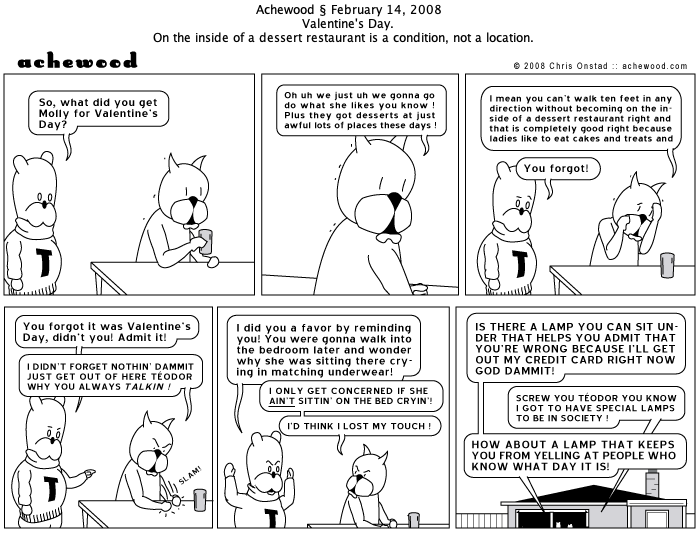 Achewood § February 14, 2008
Valentine's Day.
On the inside of a dessert restaurant is a condition, not a location.
achewood
© 2008 Chris Onstad :: achewood.com
So, what did you get
Molly for Valentine's
Day?
Oh uh we just uh we gonna go
do what she likes you know !
Plus they got desserts at just
awful lots of places these days !
I mean you can't walk ten feet in any
direction without becoming on the in-
side of a dessert restaurant right and
that is completely good right because
ladies like to eat cakes and treats and
You forgot!
T
T
You forgot it was Valentine's
Day, didn't you! Admit it!
I DIDN'T FORGET NOTHIN' DAMMIT
JUST GET OUT OF HERE TÉODOR
WHY YOU ALWAYS TALKIN !
SLAM!
T
I did you a favor by reminding
you! You were gonna walk into
the bedroom later and wonder
why she was sitting there cry-
ing in matching underwear!
I ONLY GET CONCERNED IF SHE
AIN'T SITTIN' ON THE BED CRYIN'!
I'D THINK I LOST MY TOUCH !
T
IS THERE A LAMP YOU CAN SIT UN-
DER THAT HELPS YOU ADMIT THAT
YOU'RE WRONG BECAUSE I'LL GET
OUT MY CREDIT CARD RIGHT NOW
GOD DAMMIT!
SCREW YOU TÉODOR YOU KNOW
I GOT TO HAVE SPECIAL LAMPS
TO BE IN SOCIETY !
HOW ABOUT A LAMP THAT KEEPS
YOU FROM YELLING AT PEOPLE WHO
KNOW WHAT DAY IT IS!